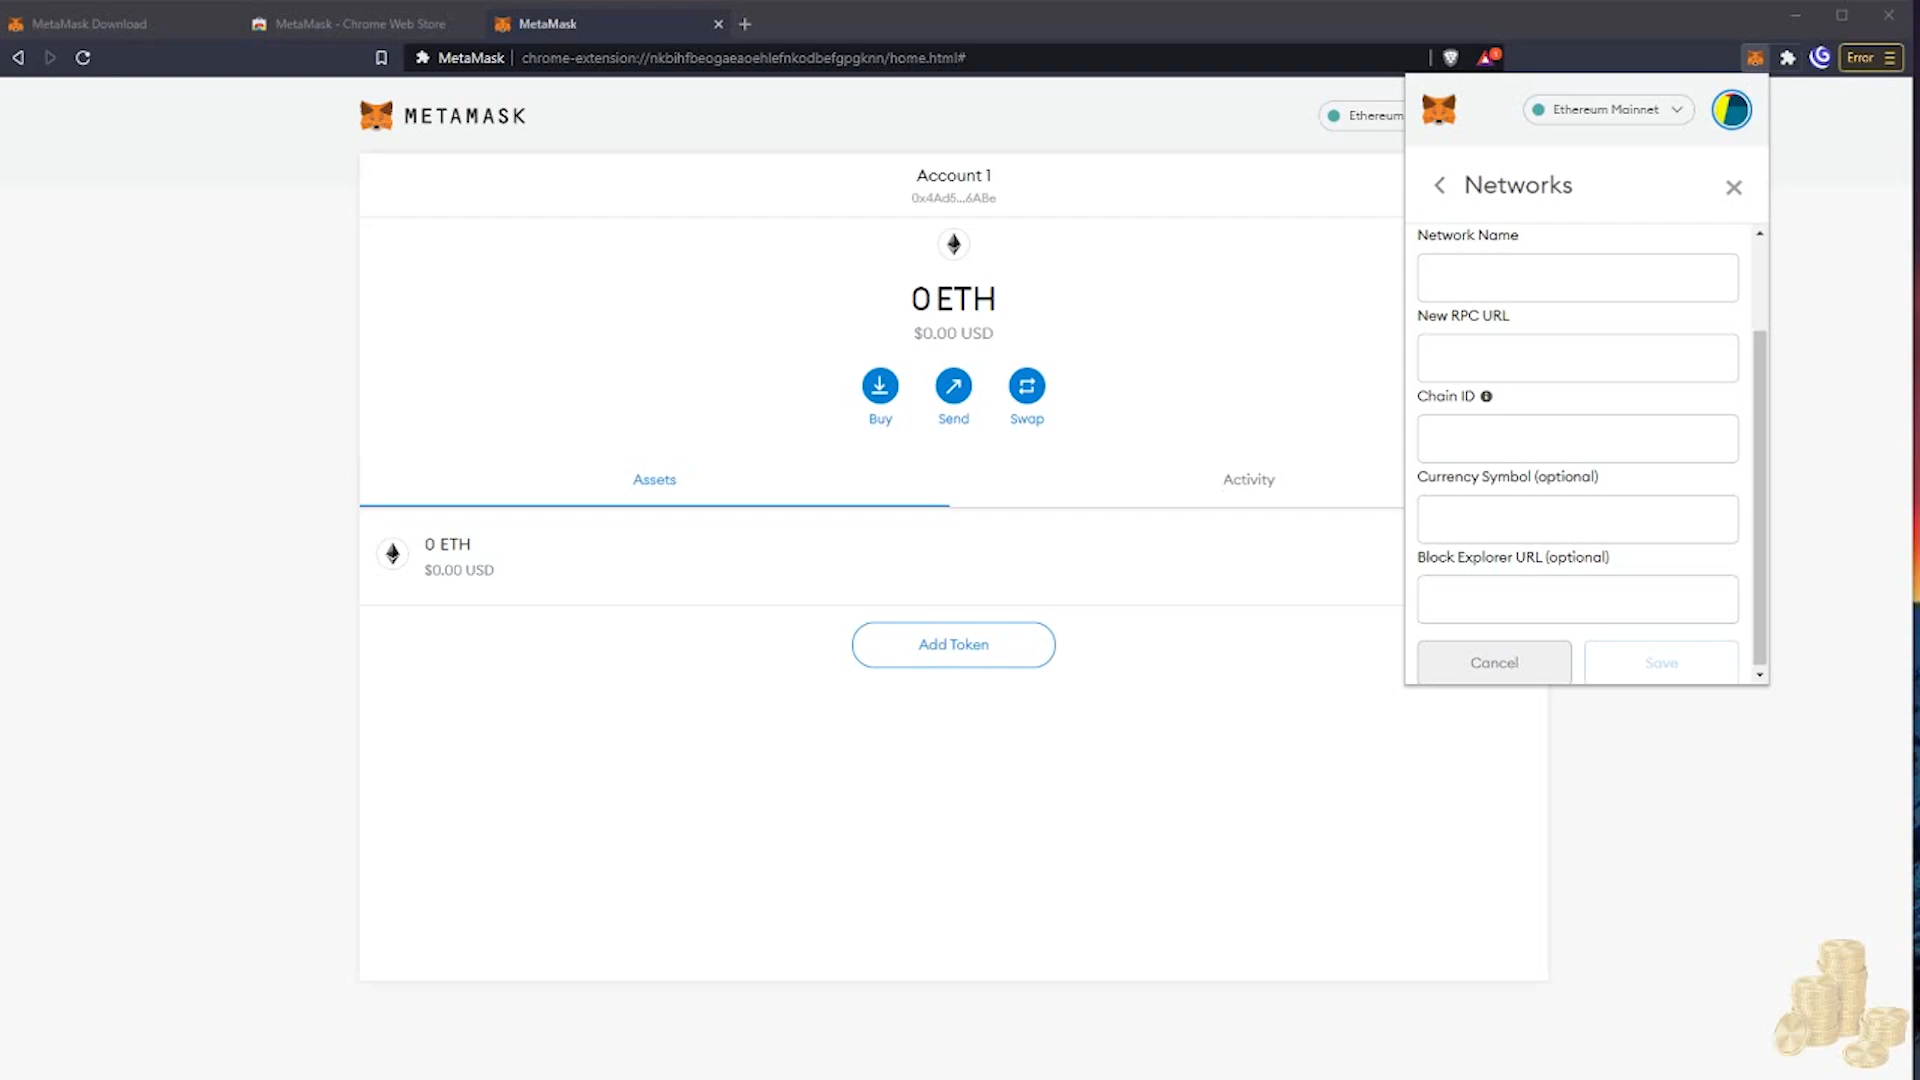 MetaMask Download
MetaMask - Chrome Web Store
MetaMask
MetaMask
chrome-extension://nkbihfbeogaeaoehlefnkodbefgpgknn/home.html#
Error
METAMASK
Ethereum
Account 1
0x4Ad5...6ABe
0 ETH
$0.00 USD
Buy
Send
Swap
Assets
Activity
0 ETH
$0.00 USD
Add Token
Ethereum Mainnet
Networks
Network Name
New RPC URL
Chain ID
Currency Symbol (optional)
Block Explorer URL (optional)
Cancel
Save